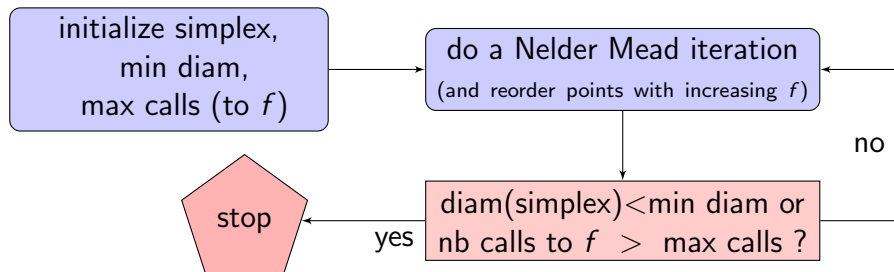 initialize simplex,
min diam,
max calls (to f)
do a Nelder Mead iteration
(and reorder points with increasing f)
no
diam(simplex)<min diam or
nb calls to f > max calls ?
yes
stop